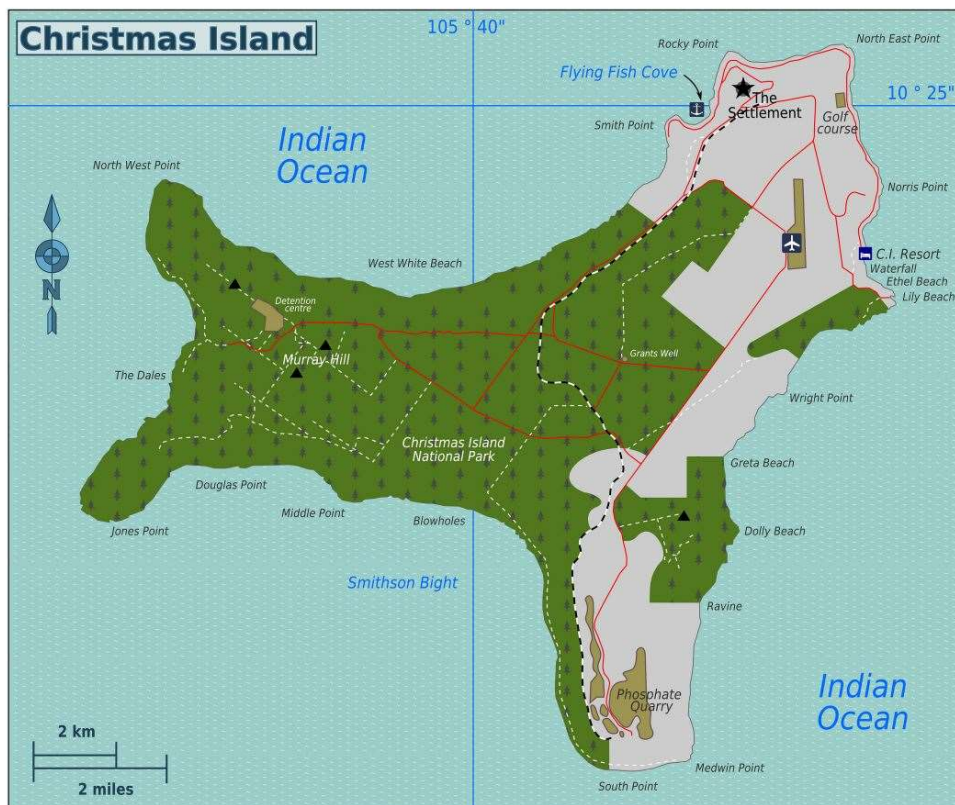 Christmas Island
105 ° 40"
Rocky Point
North East Point
Flying Fish Cove
10 ° 25"
The
Settlement
Smith Point
Golf
course
Indian
Ocean
North West Point
Norris Point
West White Beach
C.I. Resort
Waterfall
Ethel Beach
Lily Beach
N
Detention
centre
Murray Hill
Grants Well
The Dales
Wright Point
Christmas Island
National Park
Greta Beach
Douglas Point
Middle Point
Blowholes
Jones Point
Dolly Beach
Smithson Bight
Ravine
Phosphate
Quarry
Indian
Ocean
2 km
2 miles
Medwin Point
South Point